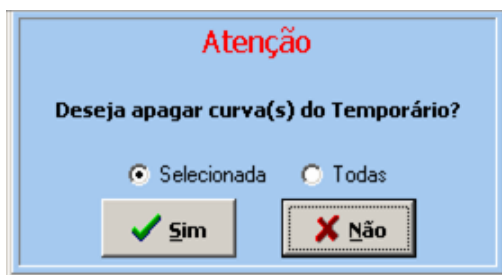 Atenção
Deseja apagar curva(s) do Temporário?
Selecionada Todas
Sim Não